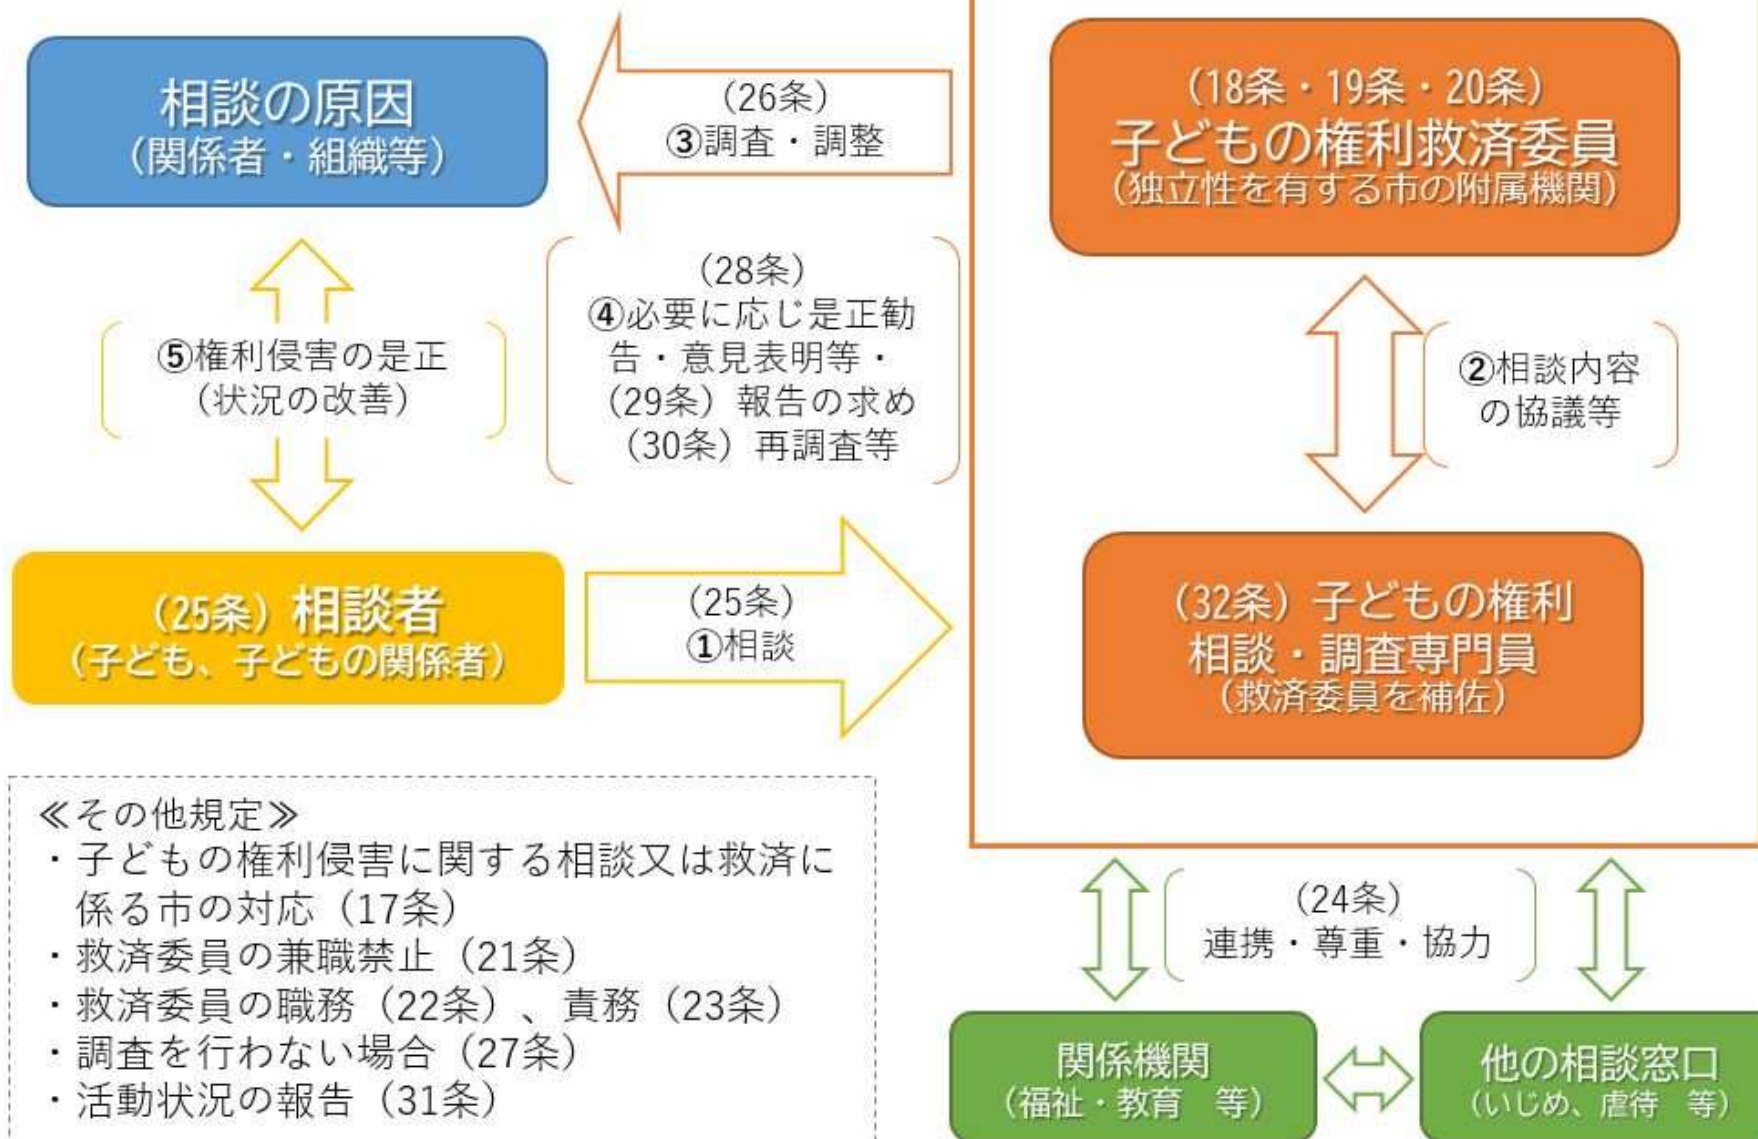 相談の原因
（関係者・組織等）
（26条）
③調査・調整
（18条・19条・20条）
子どもの権利救済委員
（独立性を有する市の附属機関）
⑤権利侵害の是正
（状況の改善）
（28条）
④必要に応じ是正勧
告・意見表明等・
（29条）報告の求め
（30条）再調査等
②相談内容
の協議等
（25条）相談者
（子ども、子どもの関係者）
（25条）
①相談
（32条）子どもの権利
相談・調査専門員
（救済委員を補佐）
≪その他規定≫
・子どもの権利侵害に関する相談又は救済に
係る市の対応（17条）
・救済委員の兼職禁止（21条）
・救済委員の職務（22条）、責務（23条）
・調査を行わない場合（27条）
・活動状況の報告（31条）
（24条）
連携・尊重・協力
関係機関
（福祉・教育　等）
他の相談窓口
（いじめ、虐待　等）